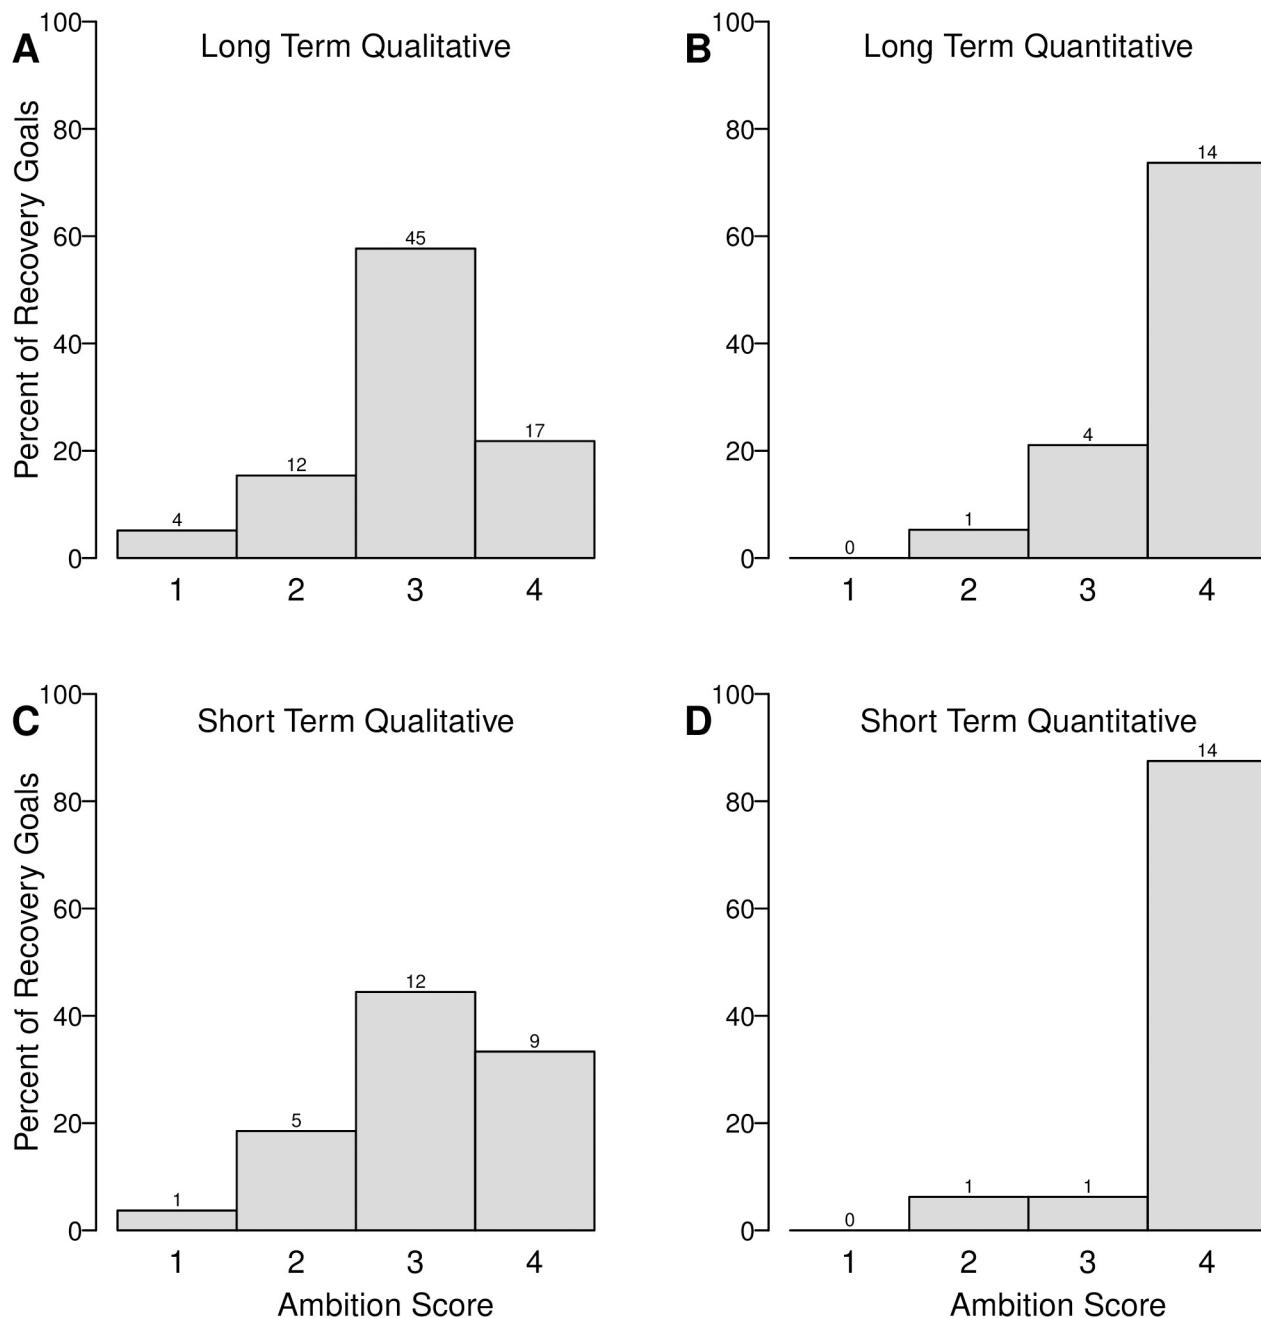 A
Long Term Qualitative
Percent of Recovery Goals
100
80
60
40
20
0
4
12
45
17
1 2 3 4
B
Long Term Quantitative
100
80
60
40
20
0
0
1
4
14
1 2 3 4
C
Short Term Qualitative
Percent of Recovery Goals
100
80
60
40
20
0
1
5
12
9
1 2 3 4
Ambition Score
D
Short Term Quantitative
100
80
60
40
20
0
0
1
1
14
1 2 3 4
Ambition Score